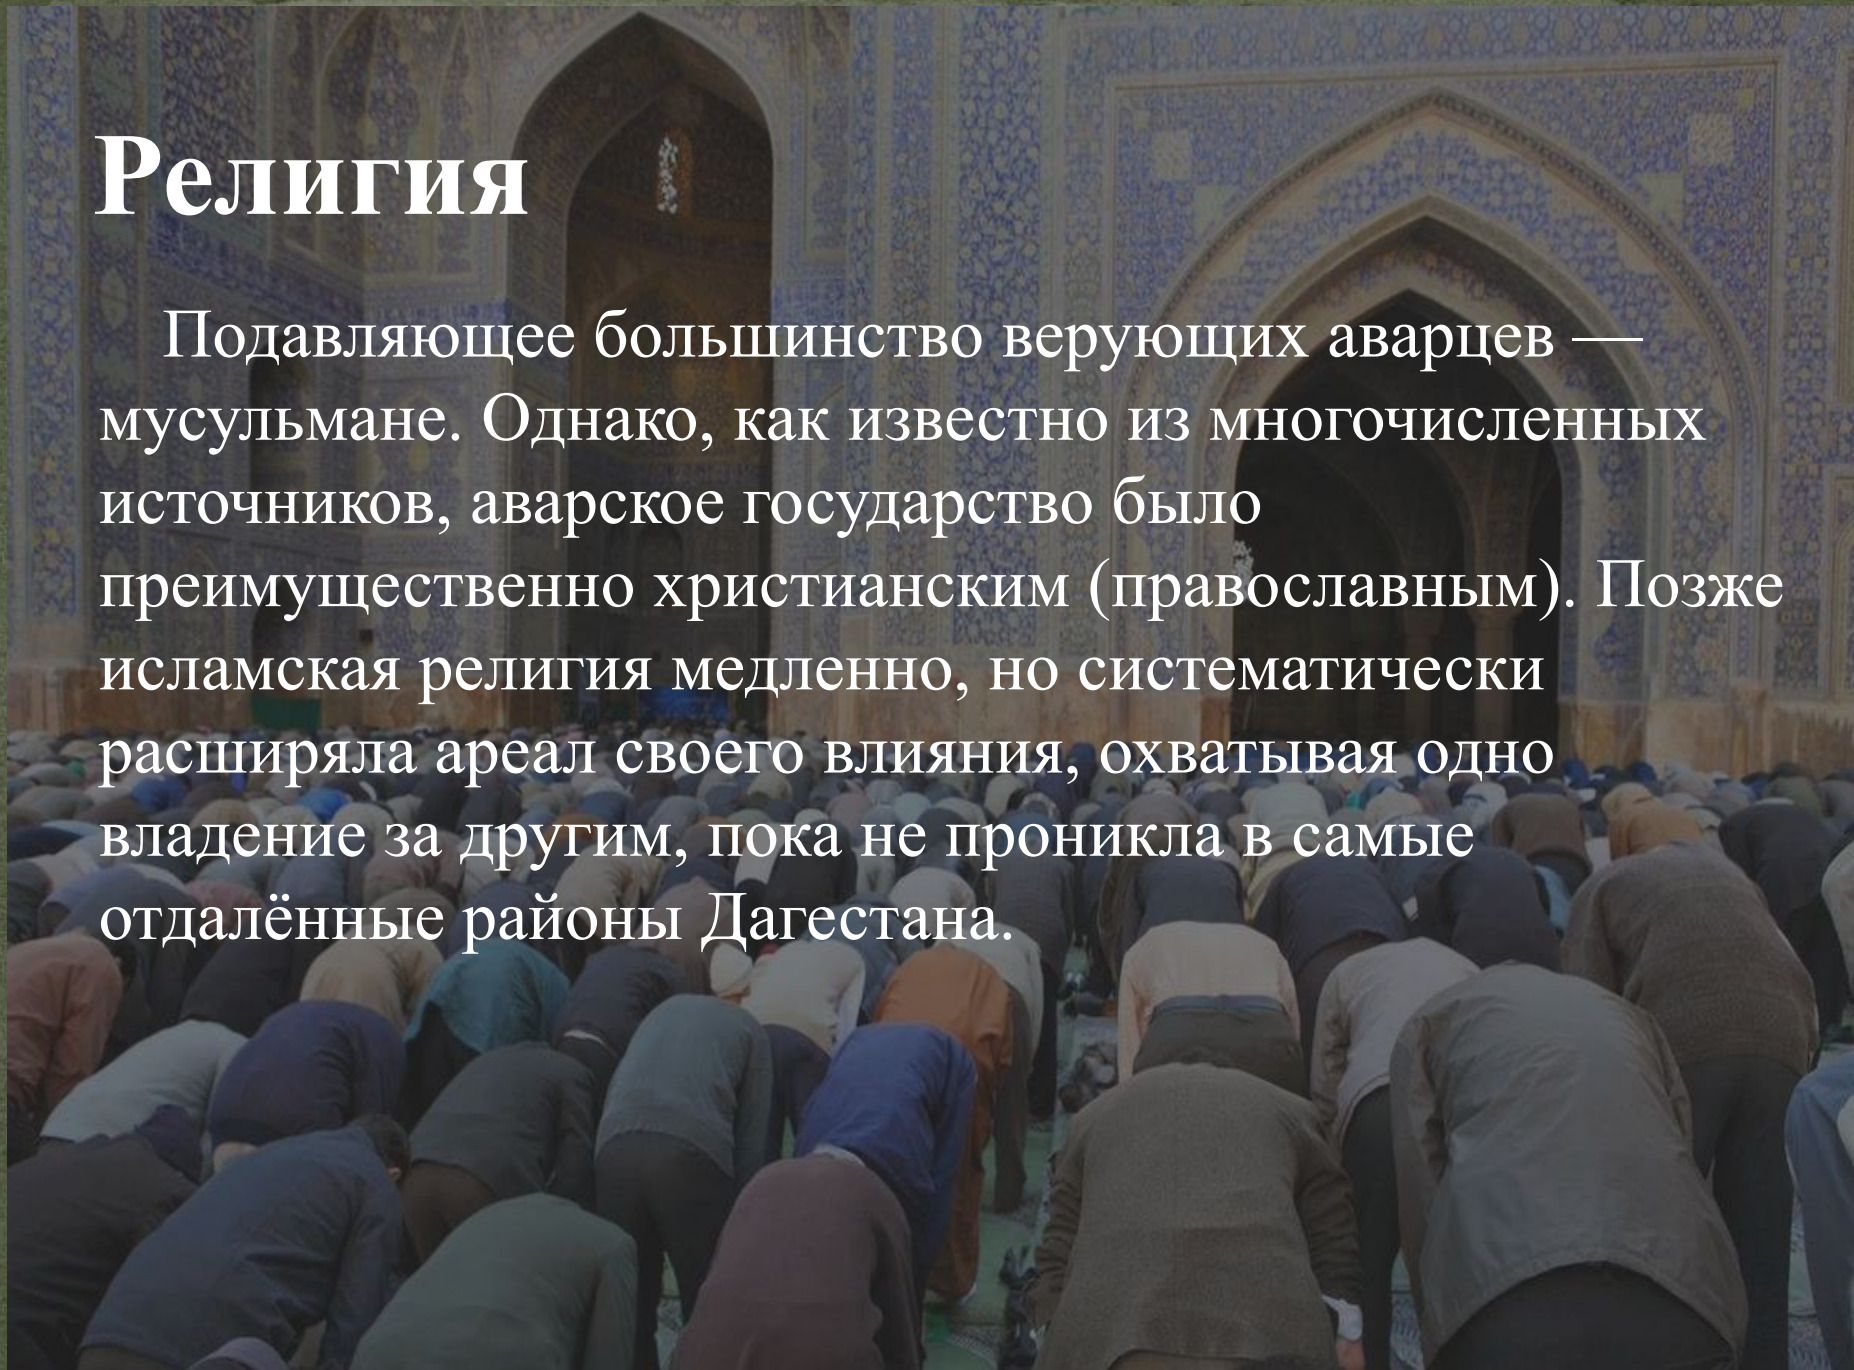 Религия
Подавляющее большинство верующих аварцев —
мусульмане. Однако, как известно из многочисленных
источников, аварское государство было
преимущественно христианским (православным). Позже
исламская религия медленно, но систематически
расширяла ареал своего влияния, охватывая одно
владение за другим, пока не проникла в самые
отдалённые районы Дагестана.